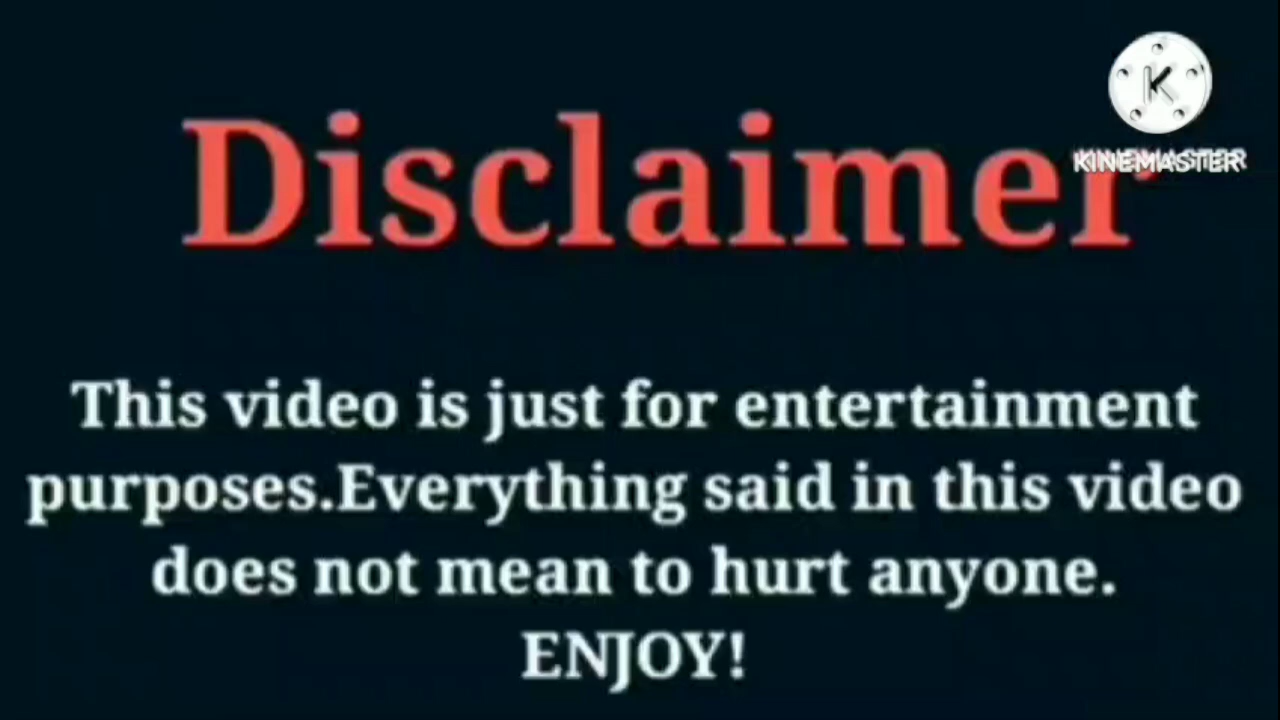 K
KINEMASTER
Disclaimer
This video is just for entertainment
purposes.Everything said in this video
does not mean to hurt anyone.
ENJOY!